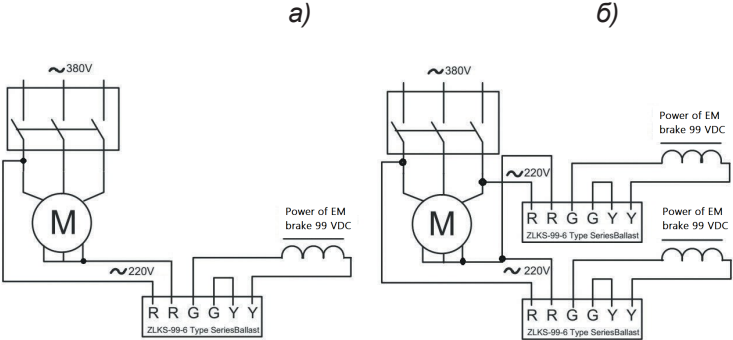 а)
б)
~380V
Power of EM
brake 99 VDC
M
~220V
R R G G Y Y
ZLKS-99-6 Type SeriesBallast
~380V
Power of EM
brake 99 VDC
~220V
R R G G Y Y
ZLKS-99-6 Type SeriesBallast
M
Power of EM
brake 99 VDC
~220V
R R G G Y Y
ZLKS-99-6 Type SeriesBallast